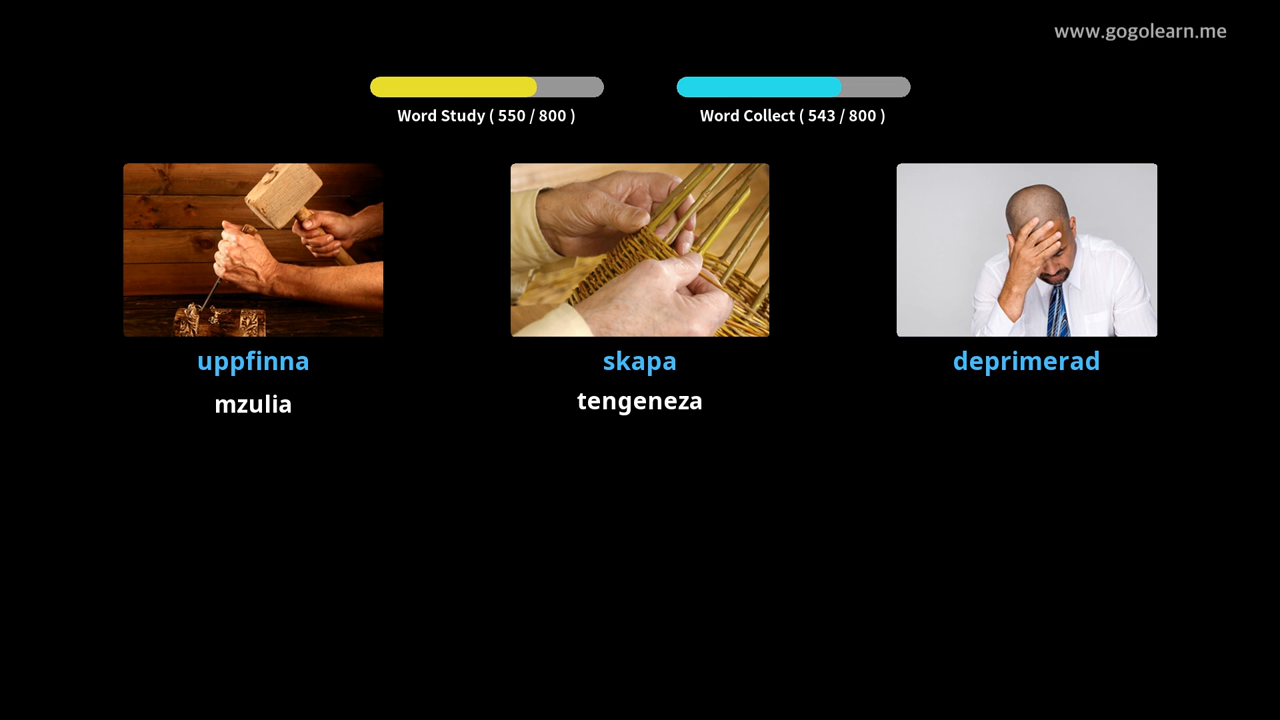 www.gogolearn.me
Word Study ( 550 / 800 )
Word Collect ( 543 / 800 )
uppfinna
mzulia
skapa
tengeneza
deprimerad